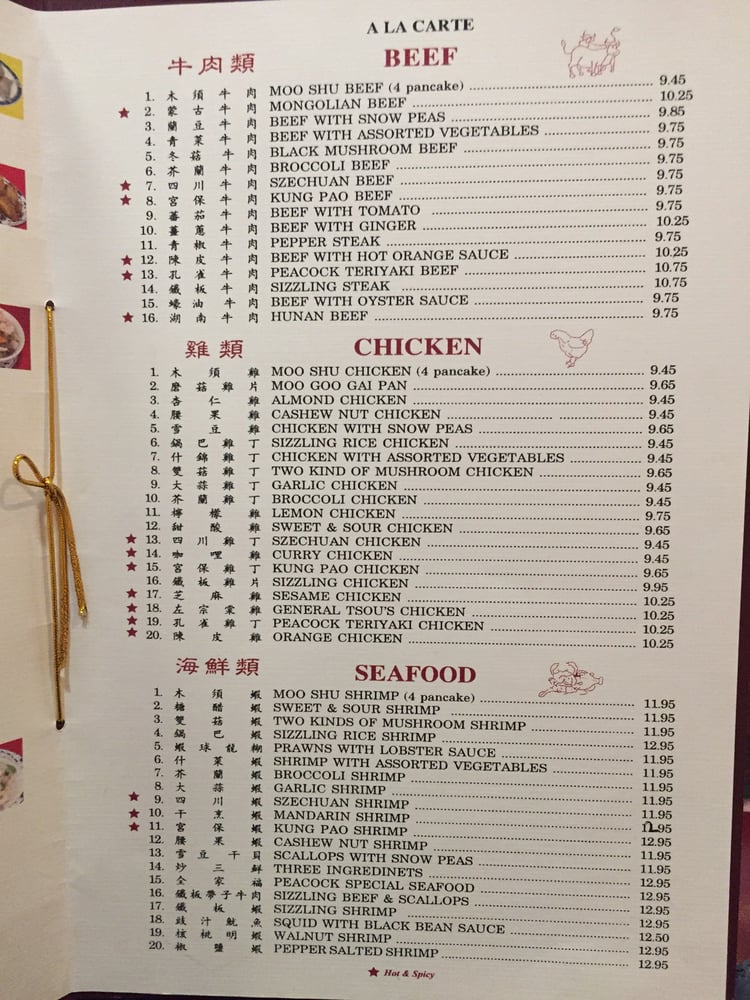 A LA CARTE
牛肉類 BEEF
1. 木須牛肉 MOO SHU BEEF (4 pancake) 9.45
★ 2. 蒙古牛肉 MONGOLIAN BEEF 10.25
3. 蘭豆牛肉 BEEF WITH SNOW PEAS 9.85
4. 青菜牛肉 BEEF WITH ASSORTED VEGETABLES 9.75
5. 冬菇牛肉 BLACK MUSHROOM BEEF 9.75
6. 芥蘭牛肉 BROCCOLI BEEF 9.75
★ 7. 四川牛肉 SZECHUAN BEEF 9.75
★ 8. 宮保牛肉 KUNG PAO BEEF 9.75
9. 蕃茄牛肉 BEEF WITH TOMATO 9.75
10. 薑蔥牛肉 BEEF WITH GINGER 10.25
11. 青椒牛肉 PEPPER STEAK 9.75
★ 12. 陳皮牛肉 BEEF WITH HOT ORANGE SAUCE 10.25
★ 13. 孔雀牛肉 PEACOCK TERIYAKI BEEF 10.75
14. 鐵板牛肉 SIZZLING STEAK 10.75
15. 蠔油牛肉 BEEF WITH OYSTER SAUCE 9.75
★ 16. 湖南牛肉 HUNAN BEEF 9.75
雞類 CHICKEN
1. 木須雞 MOO SHU CHICKEN (4 pancake) 9.45
2. 磨菇雞片 MOO GOO GAI PAN 9.65
3. 杏仁雞 ALMOND CHICKEN 9.45
4. 腰果雞 CASHEW NUT CHICKEN 9.45
5. 雪豆雞 CHICKEN WITH SNOW PEAS 9.65
6. 鍋巴雞丁 SIZZLING RICE CHICKEN 9.45
7. 什錦雞丁 CHICKEN WITH ASSORTED VEGETABLES 9.45
8. 雙菇雞丁 TWO KIND OF MUSHROOM CHICKEN 9.65
9. 大蒜雞丁 GARLIC CHICKEN 9.45
10. 芥蘭雞丁 BROCCOLI CHICKEN 9.45
11. 檸檬雞 LEMON CHICKEN 9.75
12. 甜酸雞 SWEET & SOUR CHICKEN 9.65
★ 13. 四川雞丁 SZECHUAN CHICKEN 9.45
★ 14. 咖喱雞 CURRY CHICKEN 9.45
★ 15. 宮保雞丁 KUNG PAO CHICKEN 9.65
16. 鐵板雞片 SIZZLING CHICKEN 9.95
★ 17. 芝麻雞 SESAME CHICKEN 10.25
★ 18. 左宗棠雞 GENERAL TSOU'S CHICKEN 10.25
★ 19. 孔雀雞丁 PEACOCK TERIYAKI CHICKEN 10.25
★ 20. 陳皮雞 ORANGE CHICKEN 10.25
海鮮類 SEAFOOD
1. 木須蝦 MOO SHU SHRIMP (4 pancake) 11.95
2. 糖醋蝦 SWEET & SOUR SHRIMP 11.95
3. 雙菇蝦 TWO KINDS OF MUSHROOM SHRIMP 11.95
4. 鍋巴蝦 SIZZLING RICE SHRIMP 12.95
5. 蝦球龍糊 PRAWNS WITH LOBSTER SAUCE 11.95
6. 什菜蝦 SHRIMP WITH ASSORTED VEGETABLES 11.95
7. 芥蘭蝦 BROCCOLI SHRIMP 11.95
8. 大蒜蝦 GARLIC SHRIMP 11.95
★ 9. 四川蝦 SZECHUAN SHRIMP 11.95
★ 10. 干烹蝦 MANDARIN SHRIMP 12.95
★ 11. 宮保蝦 KUNG PAO SHRIMP 12.95
12. 腰果蝦 CASHEW NUT SHRIMP 11.95
13. 雪豆干貝 SCALLOPS WITH SNOW PEAS 11.95
14. 炒三鮮 THREE INGREDINETS 12.95
15. 全家福 PEACOCK SPECIAL SEAFOOD 12.95
16. 鐵板帶子牛肉 SIZZLING BEEF & SCALLOPS 12.95
17. 鐵板蝦 SIZZLING SHRIMP 12.95
18. 豉汁魷魚 SQUID WITH BLACK BEAN SAUCE 12.50
19. 核桃明蝦 WALNUT SHRIMP 12.95
20. 椒鹽蝦 PEPPER SALTED SHRIMP 12.95
★ Hot & Spicy